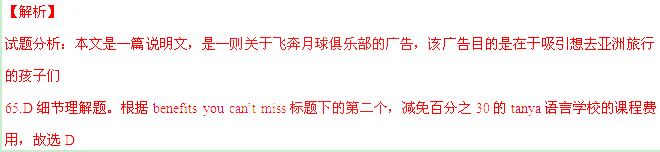 【解析】
试题分析：本文是一篇说明文，是一则关于飞奔月球俱乐部的广告，该广告目的是在于吸引想去亚洲旅行
的孩子们
65.D 细节理解题。根据 benefits you can't miss 标题下的第二个，减免百分之 30 的 tanya 语言学校的课程费
用，故选 D